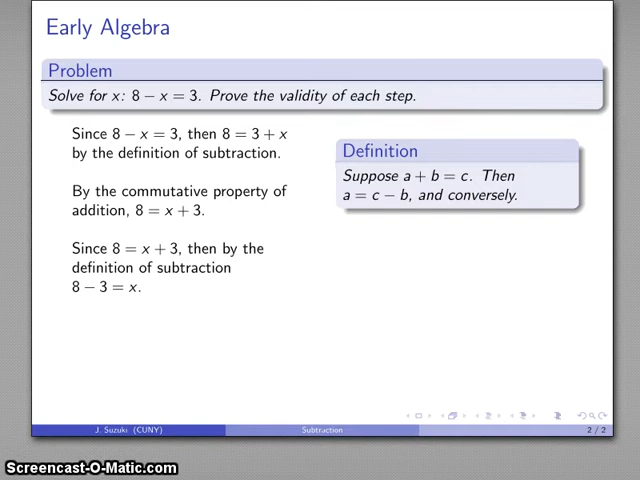 Early Algebra
Problem
Solve for x: 8 − x = 3. Prove the validity of each step.
Since 8 − x = 3, then 8 = 3 + x
by the definition of subtraction.
By the commutative property of
addition, 8 = x + 3.
Since 8 = x + 3, then by the
definition of subtraction
8 − 3 = x.
Definition
Suppose a + b = c. Then
a = c − b, and conversely.
J. Suzuki (CUNY)
Subtraction
2 / 2
Screencast-O-Matic.com